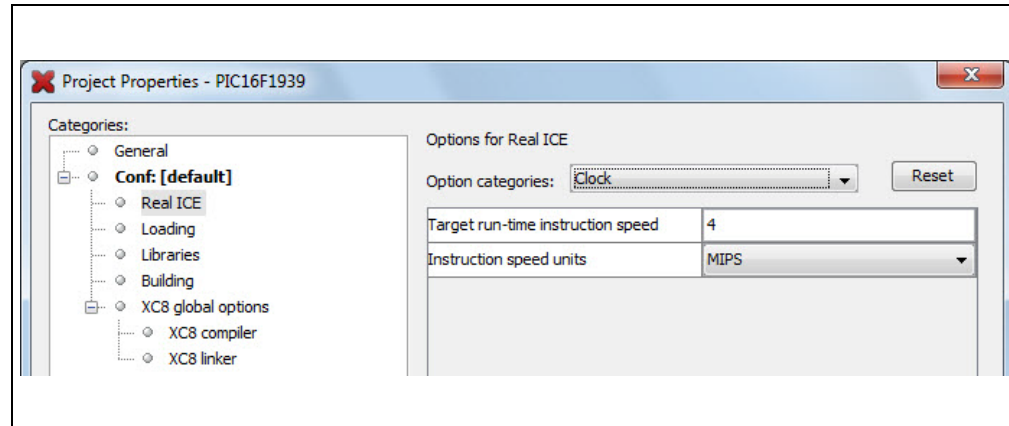 Project Properties - PIC16F1939
Categories:
General
Conf: [default]
Real ICE
Loading
Libraries
Building
XC8 global options
XC8 compiler
XC8 linker
Options for Real ICE
Option categories: Clock Reset
Target run-time instruction speed 4
Instruction speed units MIPS